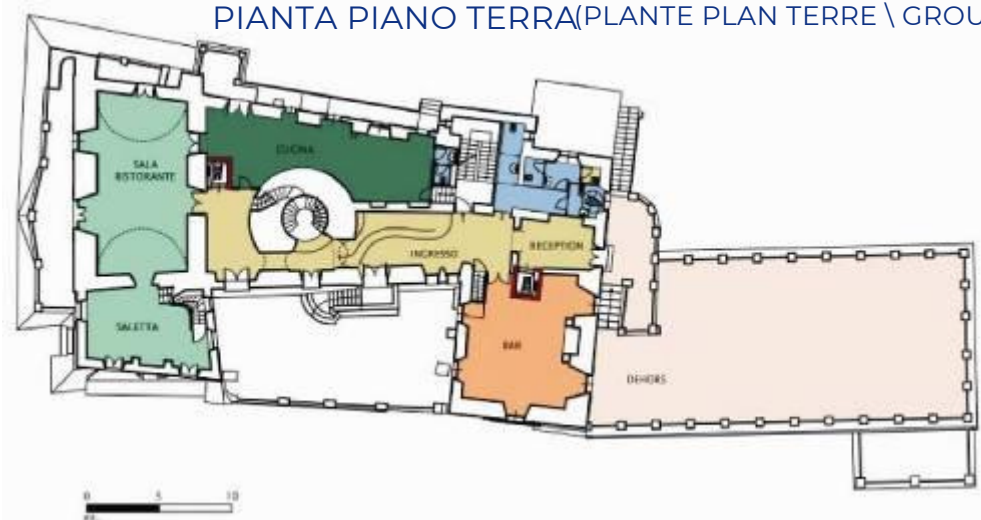 PIANTA PIANO TERRA(PLANTE PLAN TERRE \ GROU
CUCINA
SALA
RISTORANTE
RECEPTION
INGRESSO
SALETTA
BAR
DEHORS
0 5 10